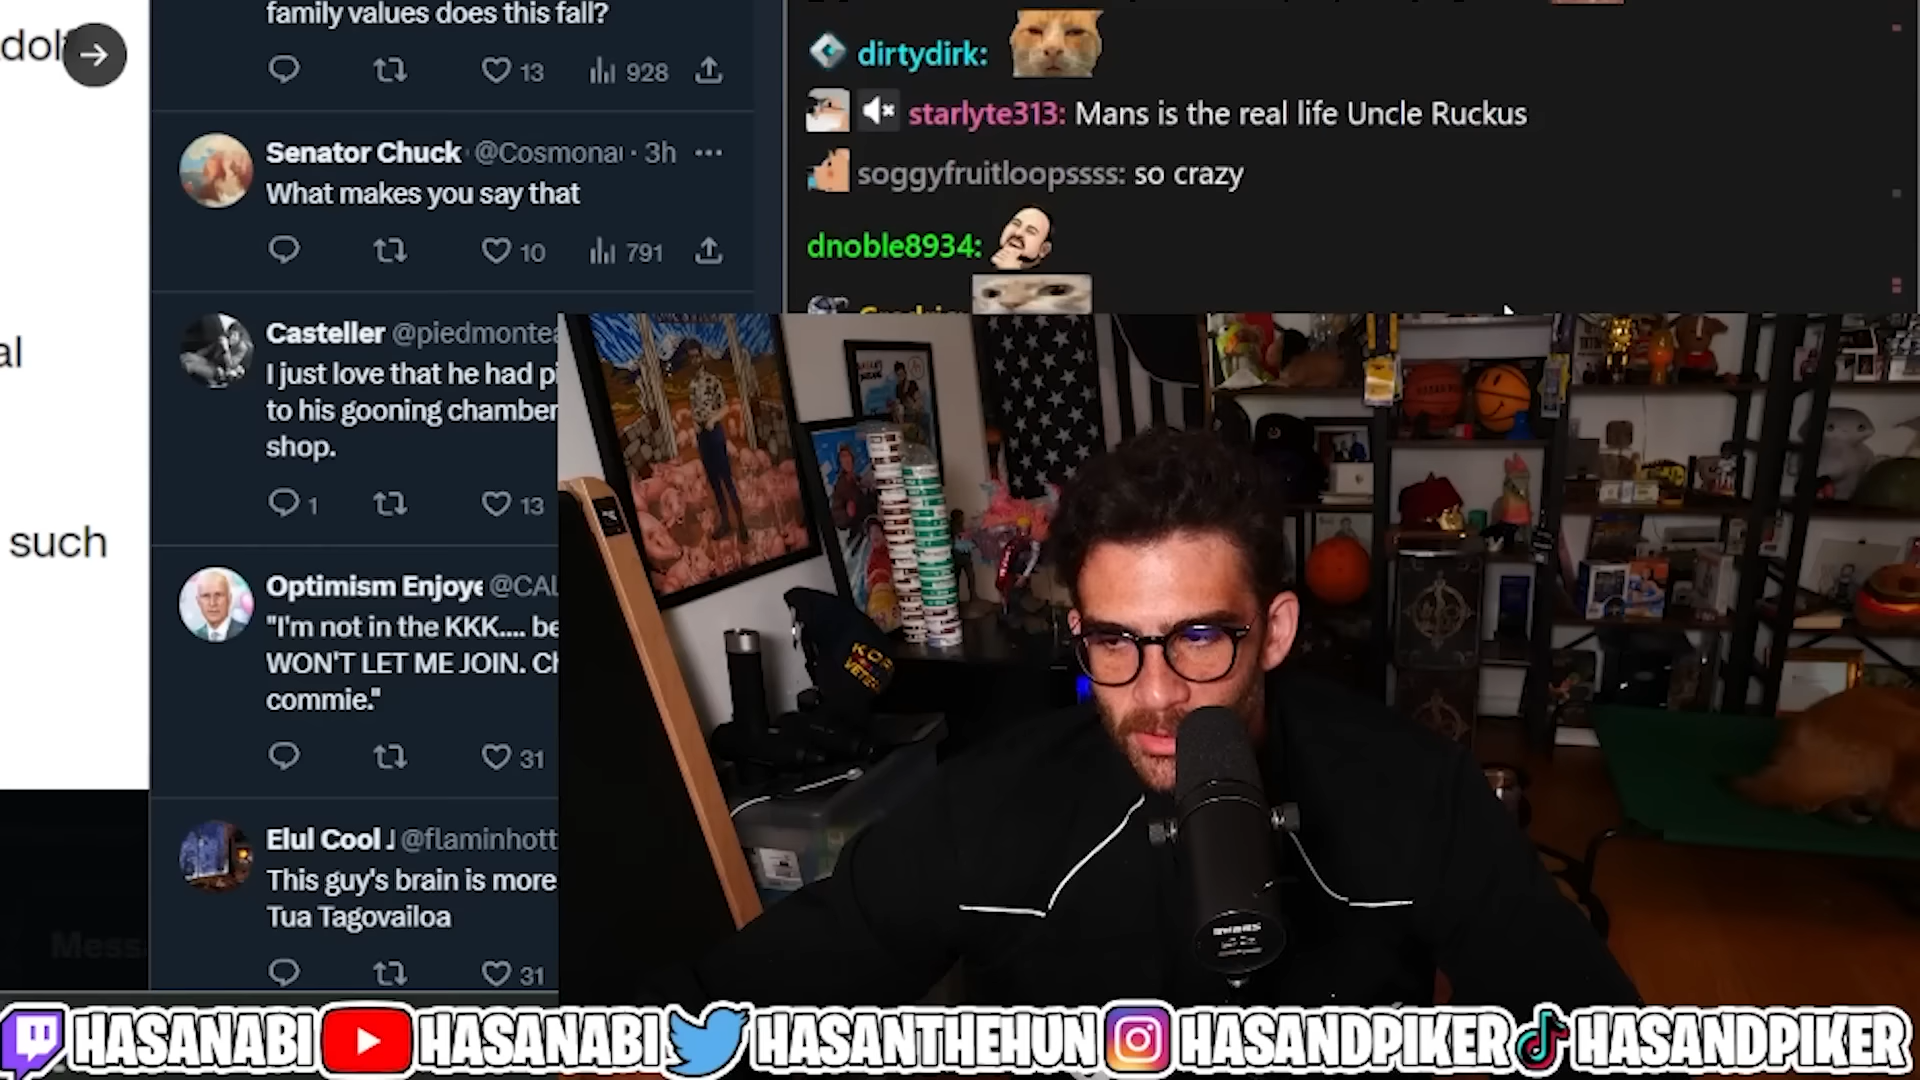 dol
al
such
family values does this fall?
13
928
Senator Chuck @Cosmonau · 3h
What makes you say that
10
791
Casteller @piedmontea
I just love that he had pi
to his gooning chamber
shop.
1
13
Optimism Enjoye @CAL
"I'm not in the KKK.... be
WON'T LET ME JOIN. Ch
commie."
31
Elul Cool J @flaminhott
This guy's brain is more
Tua Tagovailoa
31
dirtydirk:
starlyte313: Mans is the real life Uncle Ruckus
soggyfruitloopssss: so crazy
dnoble8934:
HASANABI HASANABI HASANTHEHUN HASANDPIKER HASANDPIKER